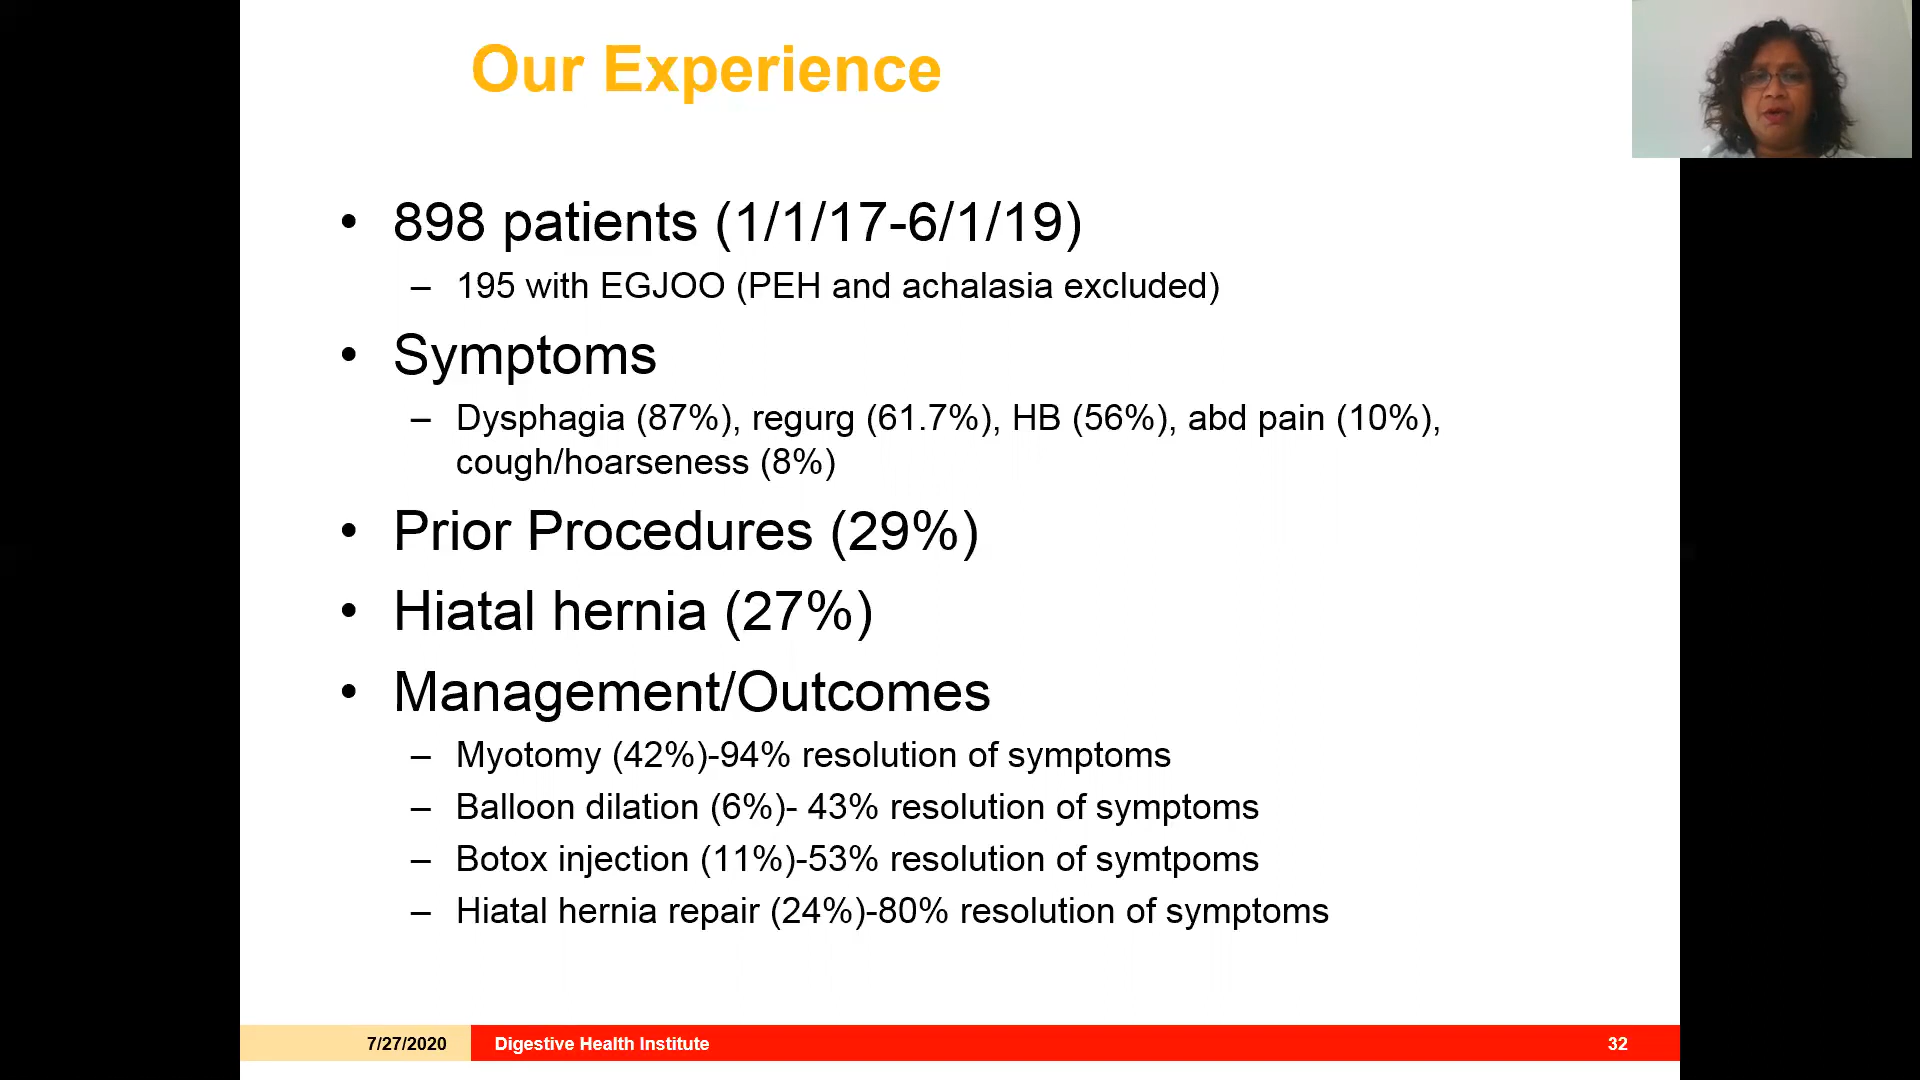 Our Experience
• 898 patients (1/1/17-6/1/19)
– 195 with EGJOO (PEH and achalasia excluded)
• Symptoms
– Dysphagia (87%), regurg (61.7%), HB (56%), abd pain (10%),
cough/hoarseness (8%)
• Prior Procedures (29%)
• Hiatal hernia (27%)
• Management/Outcomes
– Myotomy (42%)-94% resolution of symptoms
– Balloon dilation (6%)- 43% resolution of symptoms
– Botox injection (11%)-53% resolution of symtpoms
– Hiatal hernia repair (24%)-80% resolution of symptoms
7/27/2020 Digestive Health Institute 32